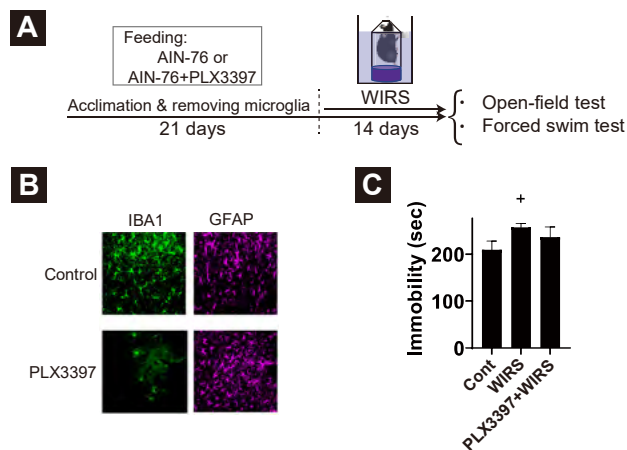 A
Feeding:
AIN-76 or
AIN-76+PLX3397
WIRS
Acclimation & removing microglia
21 days
14 days
· Open-field test
· Forced swim test
B
IBA1 GFAP
Control
PLX3397
C
+
Immobility (sec)
200
100
0
Cont
WIRS
PLX3397+WIRS